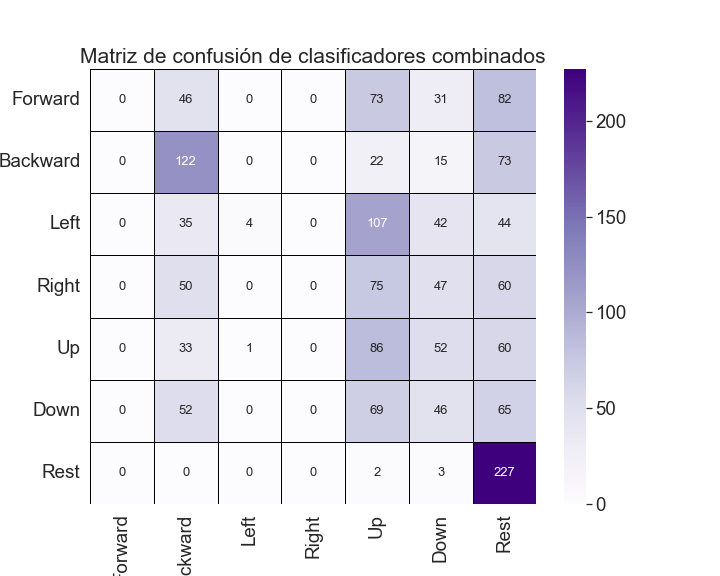 Matriz de confusión de clasificadores combinados
Forward 0 46 0 0 73 31 82
Backward 0 122 0 0 22 15 73
Left 0 35 4 0 107 42 44
Right 0 50 0 0 75 47 60
Up 0 33 1 0 86 52 60
Down 0 52 0 0 69 46 65
Rest 0 0 0 0 2 3 227
Forward ckward Left Right Up Down Rest
200
150
100
50
0